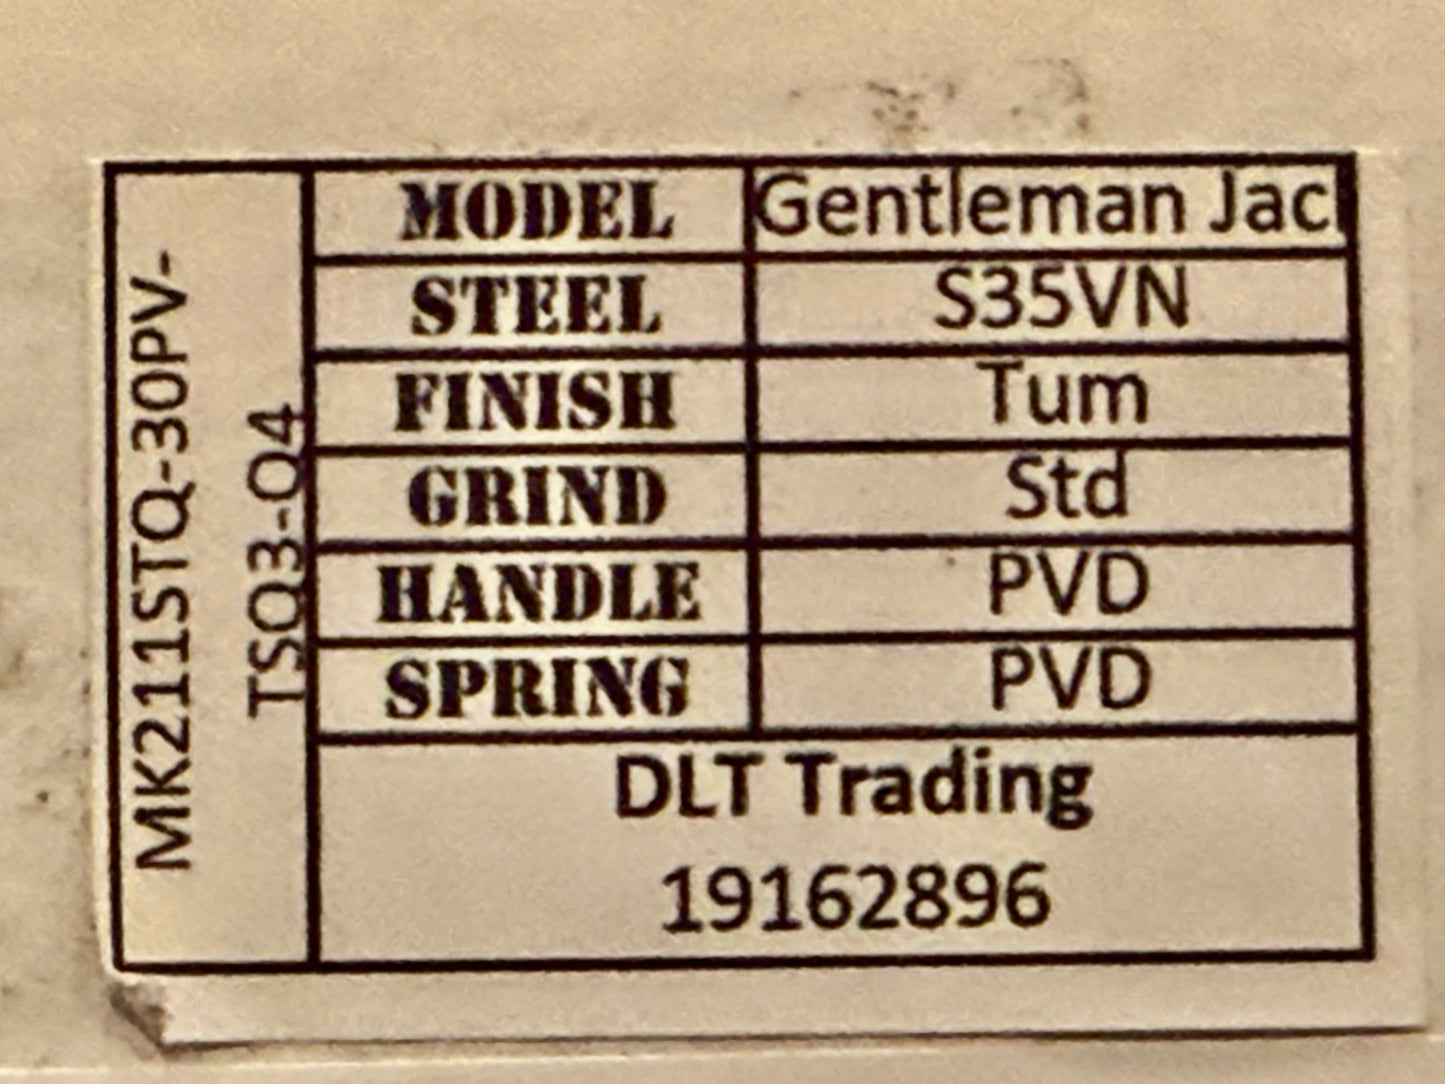 MK211STQ-30PV-
TSQ3-Q4
MODEL Gentleman Jac
STEEL S35VN
FINISH Tum
GRIND Std
HANDLE PVD
SPRING PVD
DLT Trading
19162896